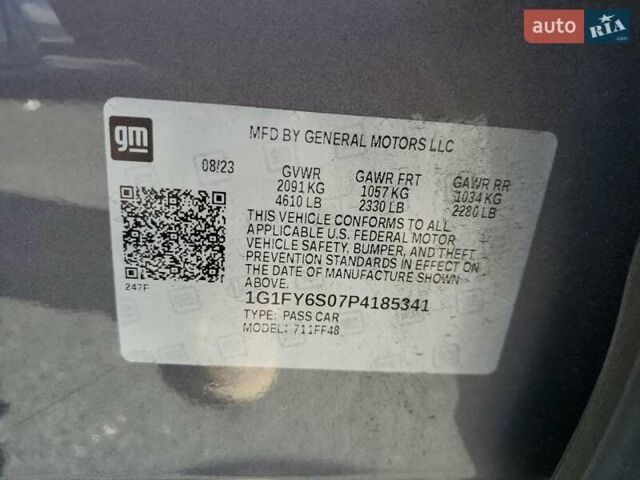 auto RIA.com
gm
MFD BY GENERAL MOTORS LLC
08/23 GVWR GAWR FRT GAWR RR
2091 KG 1057 KG 1034 KG
4610 LB 2330 LB 2280 LB
THIS VEHICLE CONFORMS TO ALL
APPLICABLE U.S. FEDERAL MOTOR
VEHICLE SAFETY, BUMPER, AND THEFT
PREVENTION STANDARDS IN EFFECT ON
THE DATE OF MANUFACTURE SHOWN
ABOVE.
247F
1G1FY6S07P4185341
TYPE: PASS CAR
MODEL: 711FF48